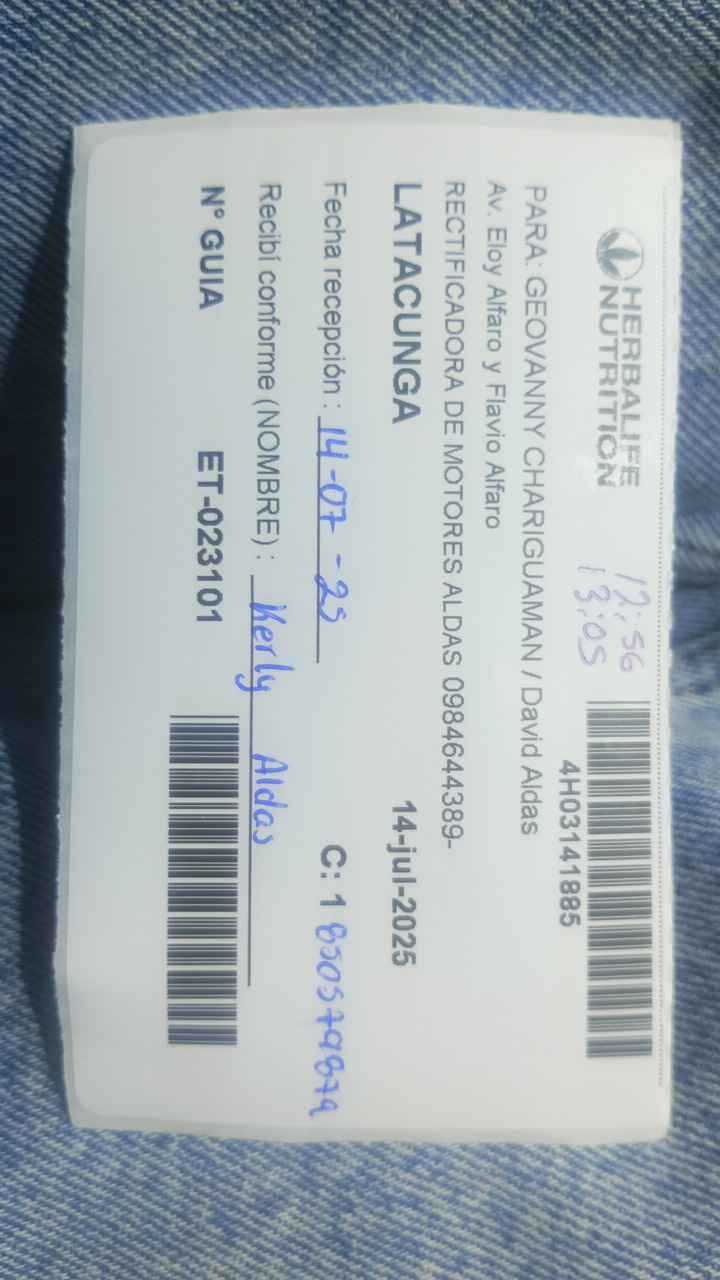 HERBALIFE
NUTRITION
12:56
13:05
4H03141885
PARA: GEOVANNY CHARIGUAMAN / David Aldas
Av. Eloy Alfaro y Flavio Alfaro
RECTIFICADORA DE MOTORES ALDAS 0984644389-
LATACUNGA 14-jul-2025
Fecha recepción : 14-07-25 C: 1 850579879
Recibí conforme (NOMBRE) : Kerly Aldas
N° GUIA ET-023101